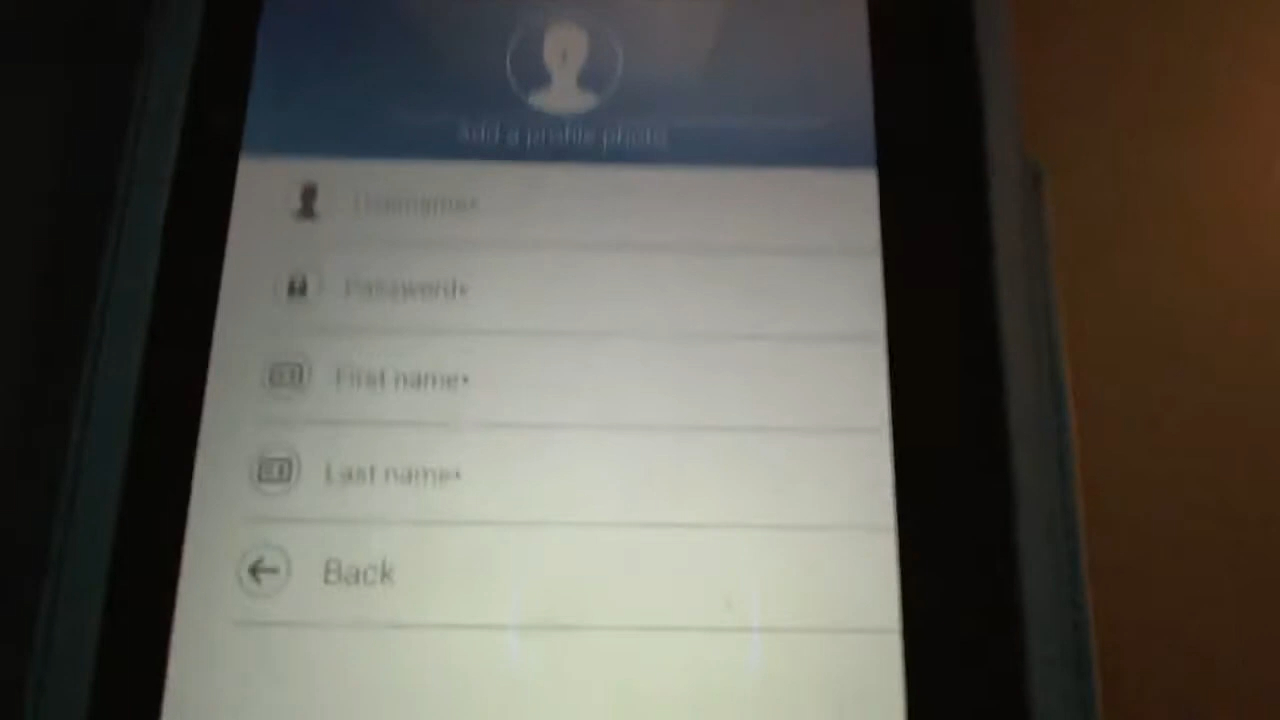 Add a profile photo
Username*
Password*
First name*
Last name*
Back